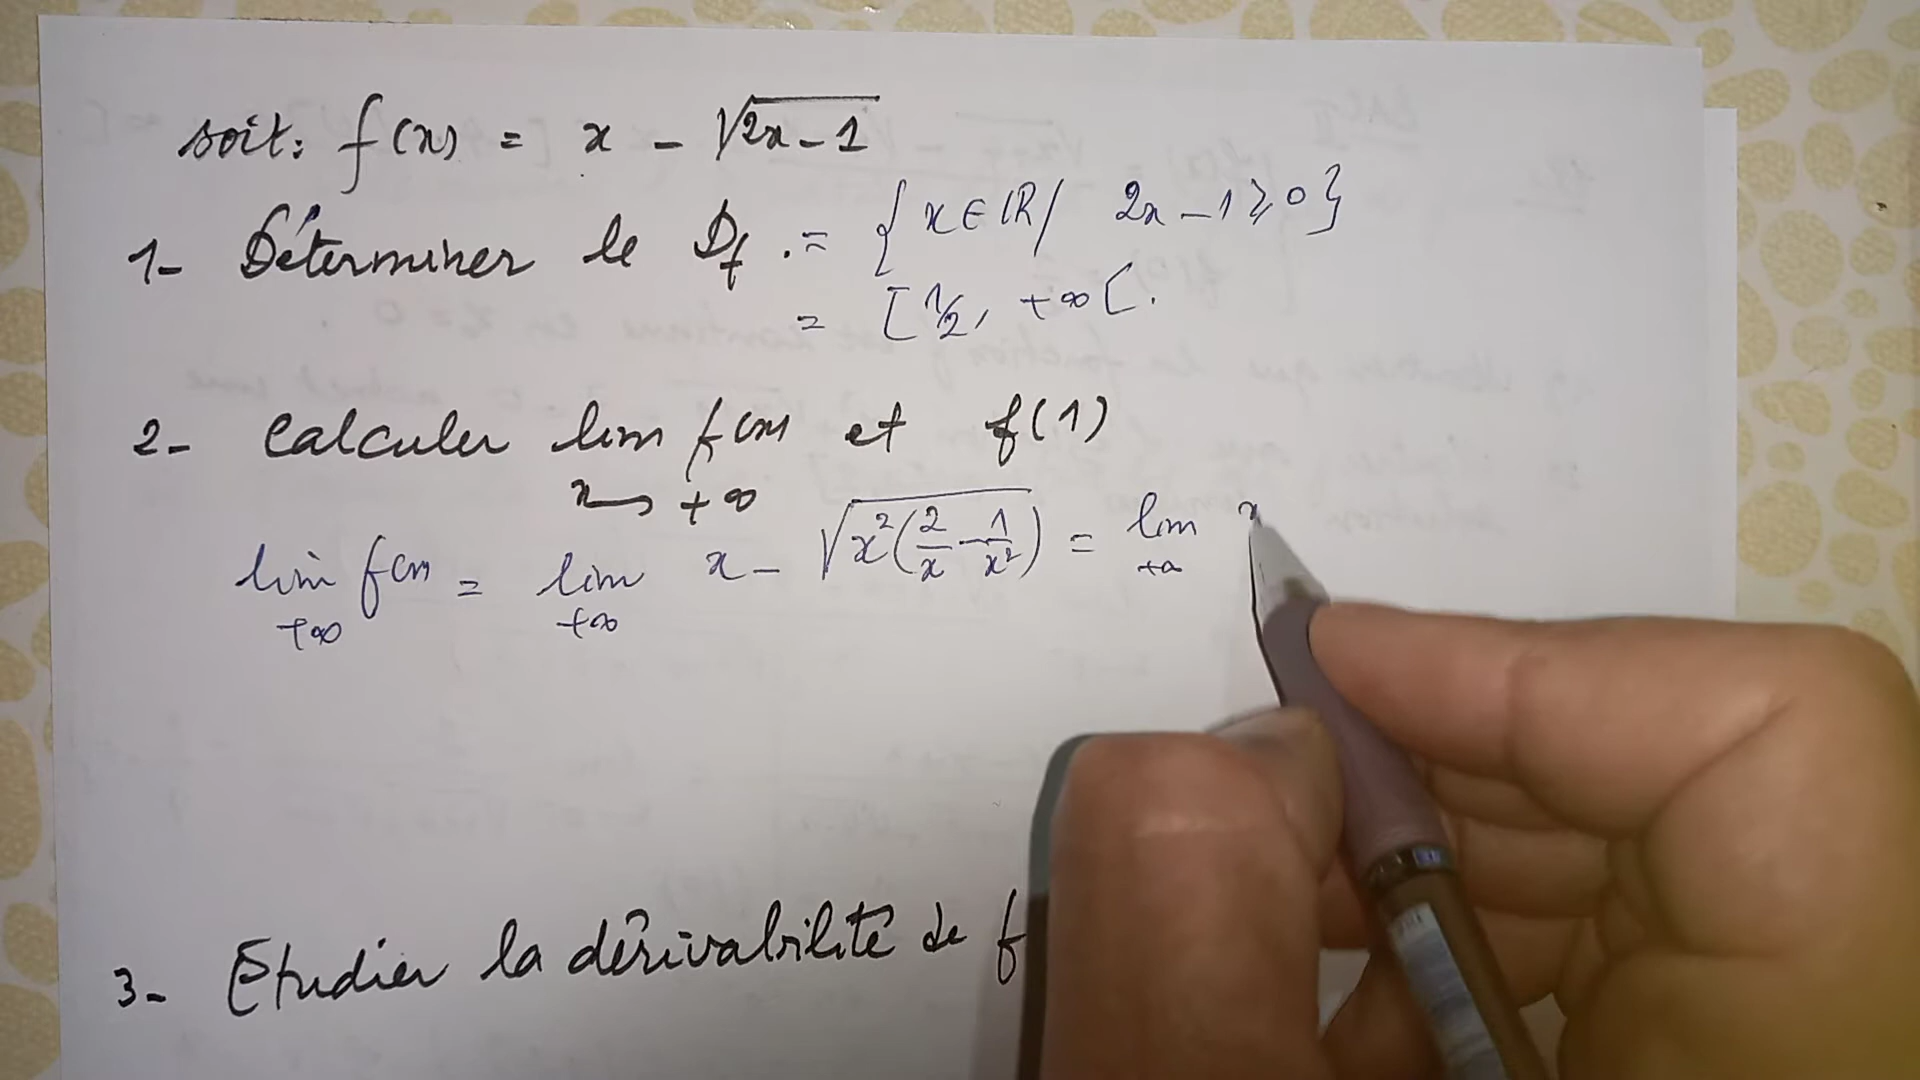 soit: f(x) = x - √(2x-1)
1- Déterminer le Df. = {x∈ℝ/ 2x-1⩾0}
= [1/2, +∞[.
2- Calculer lim f(x) et f(1)
x→+∞
lim f(x) = lim x - √(x²(2/x - 1/x²)) = lim x
+∞ +∞ +∞
3- Etudier la dérivabilité de f